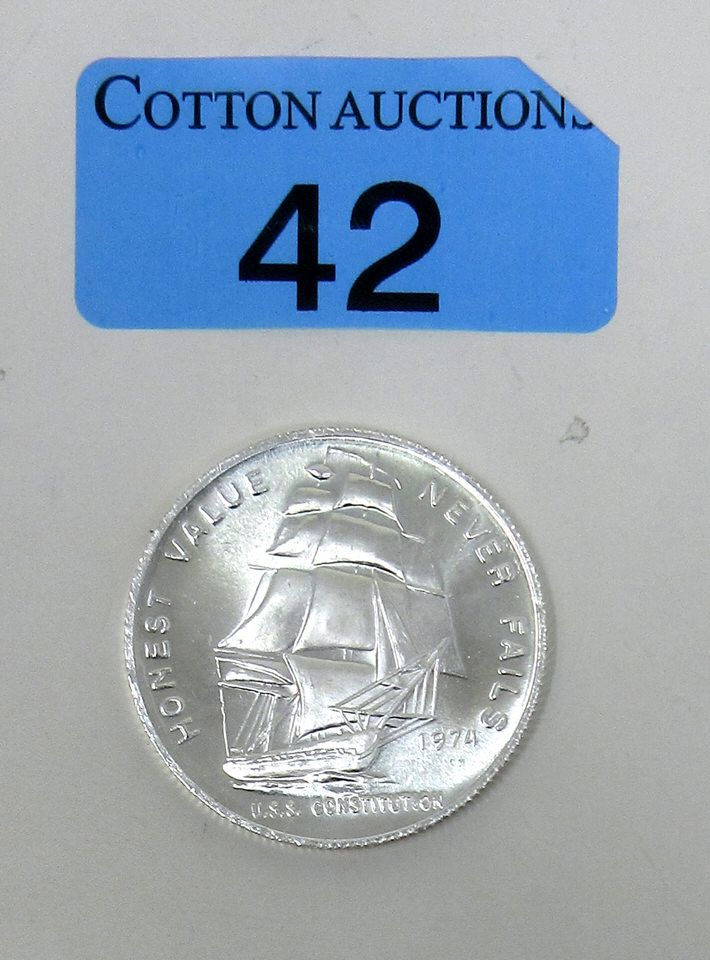 COTTON AUCTIONS
42
HONEST VALUE NEVER FAILS
1974
U.S.S. CONSTITUTION